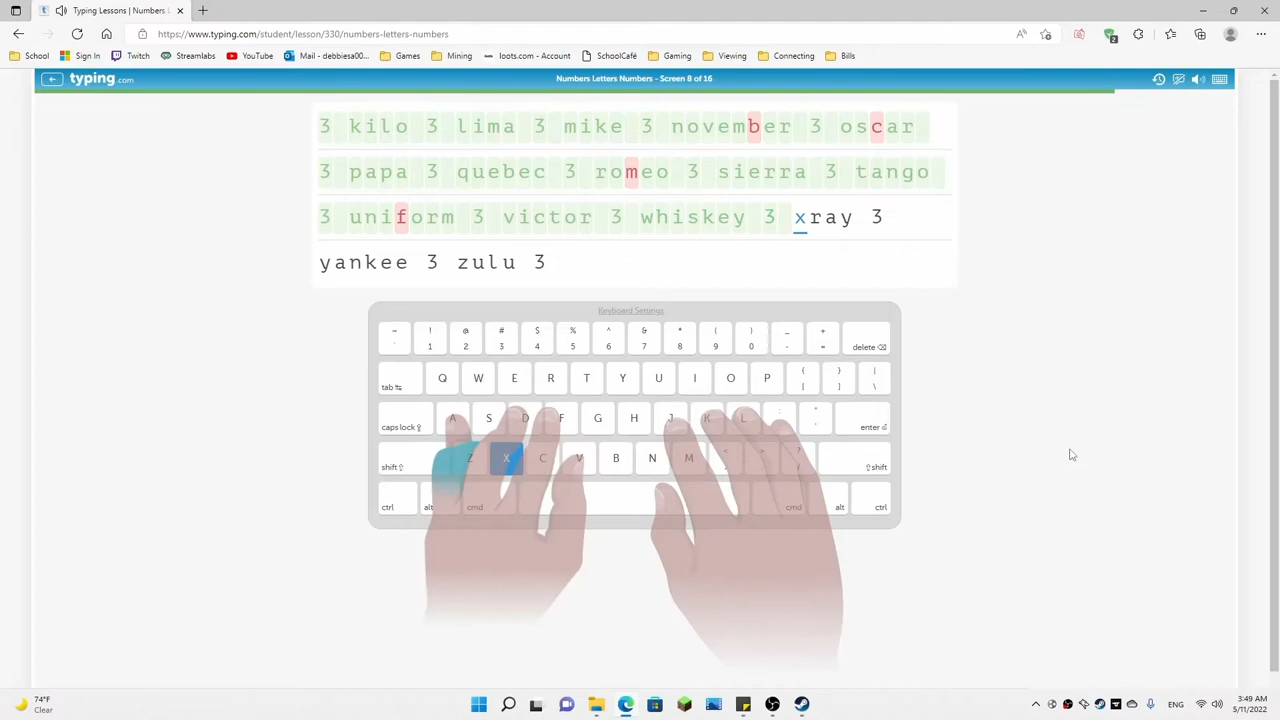 Typing Lessons | Numbers L
https://www.typing.com/student/lesson/330/numbers-letters-numbers
School Sign In Twitch Streamlabs YouTube Mail - debbiesa00... Games Mining loots.com - Account SchoolCafé Gaming Viewing Connecting Bills
typing.com Numbers Letters Numbers - Screen 8 of 16
3 kilo 3 lima 3 mike 3 november 3 oscar
3 papa 3 quebec 3 romeo 3 sierra 3 tango
3 uniform 3 victor 3 whiskey 3 xray 3
yankee 3 zulu 3
Keyboard Settings
~ ! @ # $ % ^ & * ( ) _ +
` 1 2 3 4 5 6 7 8 9 0 - = delete
tab Q W E R T Y U I O P { } |
[ ] \
caps lock A S D F G H J K L : " enter
shift Z X C V B N M < > ? shift
ctrl alt cmd cmd alt ctrl
74°F
Clear
ENG
3:49 AM
5/11/2022